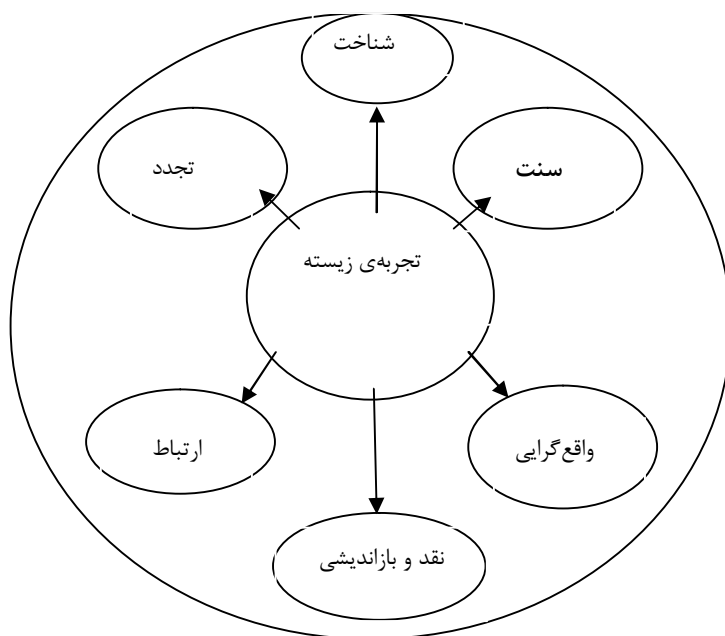 شناخت
سنت
تجدد
تجربه‌ی زیسته
واقع‌گرایی
ارتباط
نقد و بازاندیشی